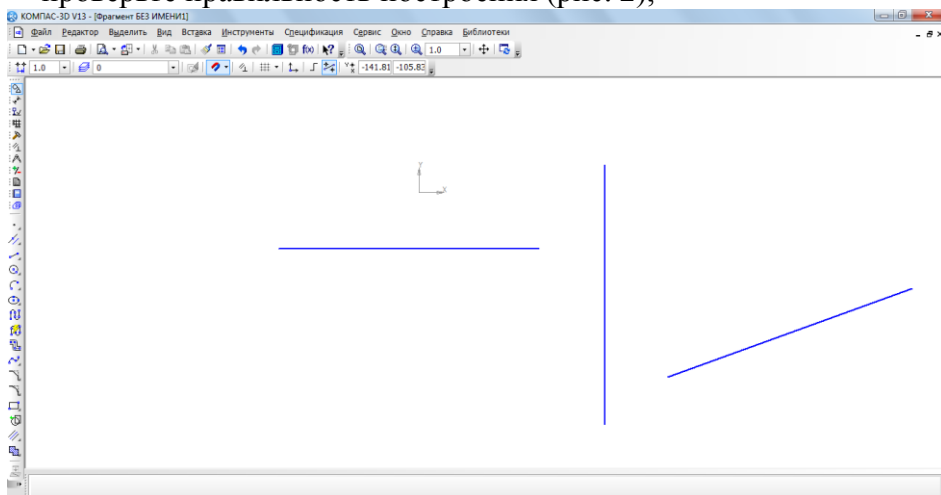 проверьте правильность построения (рис. 2);
КОМПАС-3D V13 - [Фрагмент БЕЗ ИМЕНИ1]
Файл Редактор Выделить Вид Вставка Инструменты Спецификация Сервис Окно Справка Библиотеки
f(x) 1.0
1.0 0 -141.81 -105.83
Y
X